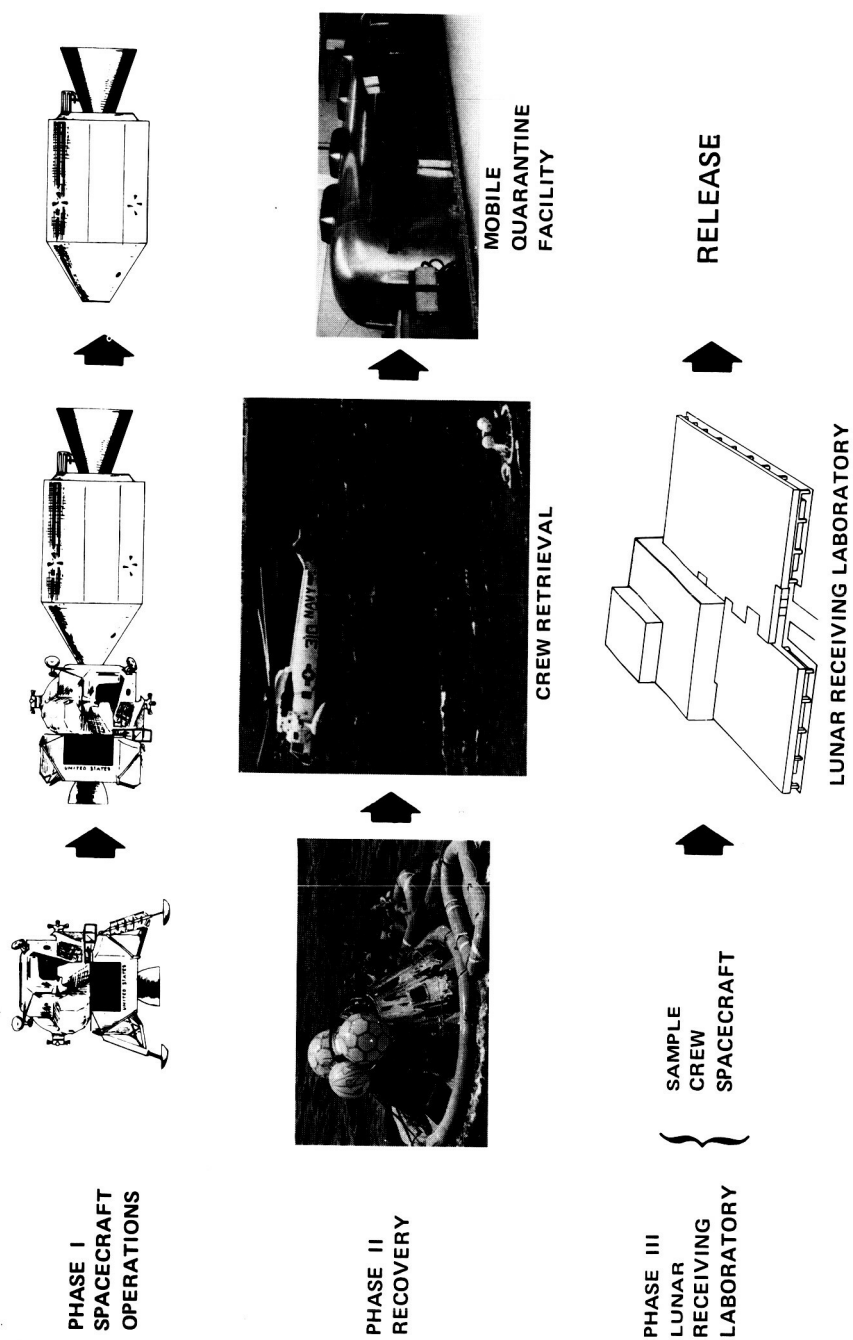 PHASE I
SPACECRAFT
OPERATIONS
UNITED STATES
UNITED STATES
PHASE II
RECOVERY
NAVY
CREW RETRIEVAL
MOBILE
QUARANTINE
FACILITY
PHASE III
LUNAR
RECEIVING
LABORATORY
SAMPLE
CREW
SPACECRAFT
LUNAR RECEIVING LABORATORY
RELEASE